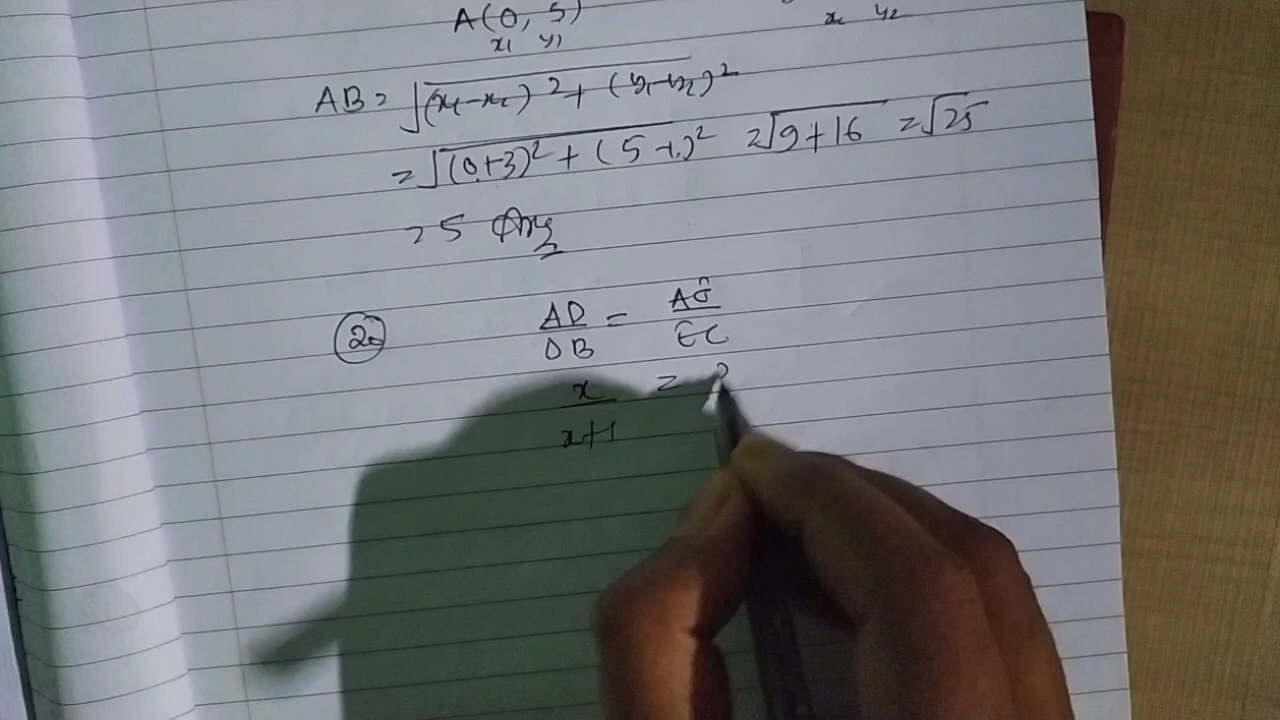 A(0, 5)
x₁ y₁ x₂ y₂
AB = √(x₁-x₂)² + (y₁-y₂)²
= √(0+3)² + (5-1)² = √9+16 = √25
= 5 Ans
(20) AD/DB = AE/EC
x/x+1 =